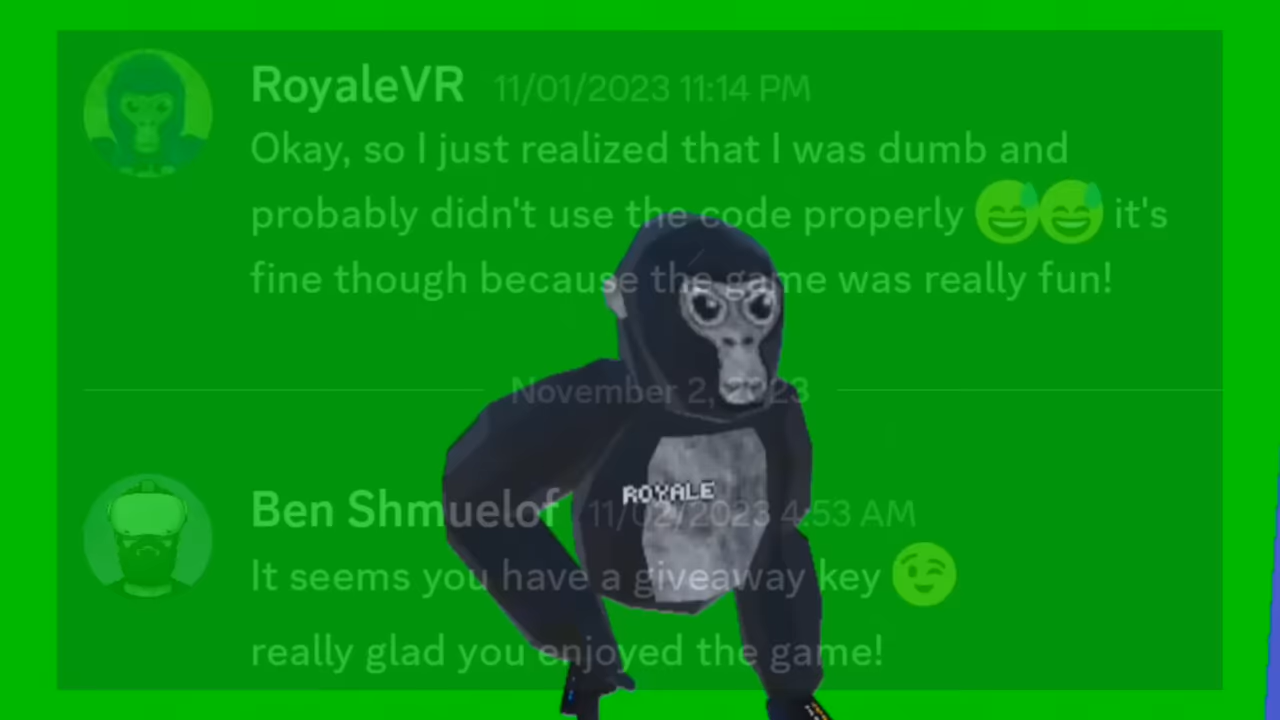 RoyaleVR 11/01/2023 11:14 PM
Okay, so I just realized that I was dumb and
probably didn't use the code properly 😅😅 it's
fine though because the game was really fun!
November 2, 2023
ROYALE
Ben Shmuelof 11/02/2023 4:53 AM
It seems you have a giveaway key 😉
really glad you enjoyed the game!